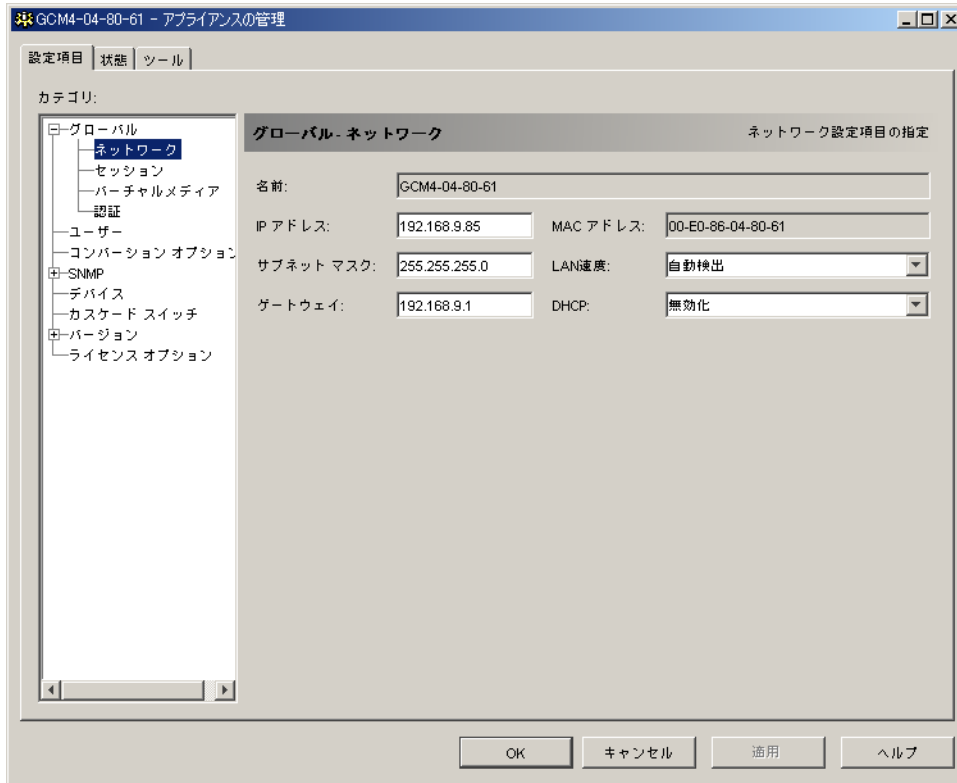 GCM4-04-80-61 - アプライアンスの管理
設定項目 状態 ツール
カテゴリ:
グローバル
ネットワーク
セッション
バーチャルメディア
認証
ユーザー
コンバーション オプション
SNMP
デバイス
カスケード スイッチ
バージョン
ライセンス オプション
グローバル - ネットワーク ネットワーク設定項目の指定
名前: GCM4-04-80-61
IP アドレス: 192.168.9.85 MAC アドレス: 00-E0-86-04-80-61
サブネット マスク: 255.255.255.0 LAN速度: 自動検出
ゲートウェイ: 192.168.9.1 DHCP: 無効化
OK キャンセル 適用 ヘルプ